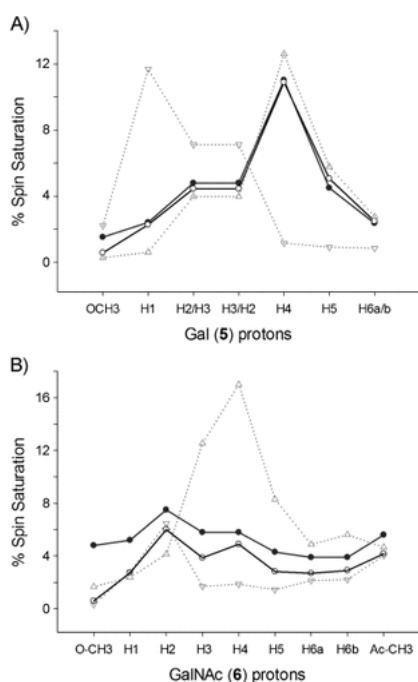 A)
% Spin Saturation
12
8
4
0
OCH3 H1 H2/H3 H3/H2 H4 H5 H6a/b
Gal (5) protons
B)
% Spin Saturation
16
12
8
4
0
O-CH3 H1 H2 H3 H4 H5 H6a H6b Ac-CH3
GalNAc (6) protons